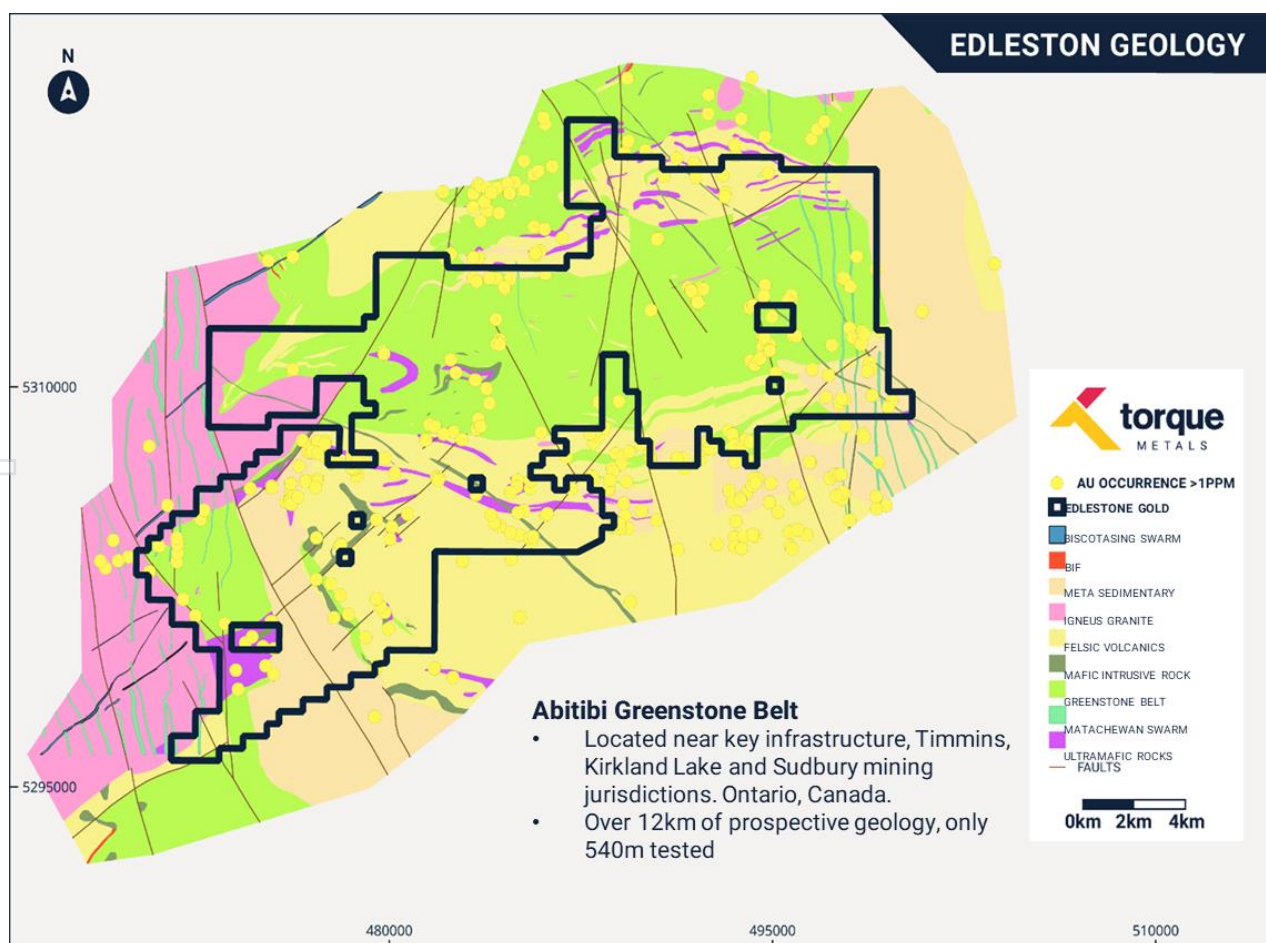 EDLESTON GEOLOGY
N
5310000
5295000
480000
495000
510000
torque
METALS
AU OCCURRENCE >1PPM
EDLESTONE GOLD
BISCOTASING SWARM
BIF
META SEDIMENTARY
IGNEUS GRANITE
FELSIC VOLCANICS
MAFIC INTRUSIVE ROCK
GREENSTONE BELT
MATACHEWAN SWARM
ULTRAMAFIC ROCKS
FAULTS
0km 2km 4km
Abitibi Greenstone Belt
• Located near key infrastructure, Timmins,
Kirkland Lake and Sudbury mining
jurisdictions. Ontario, Canada.
• Over 12km of prospective geology, only
540m tested